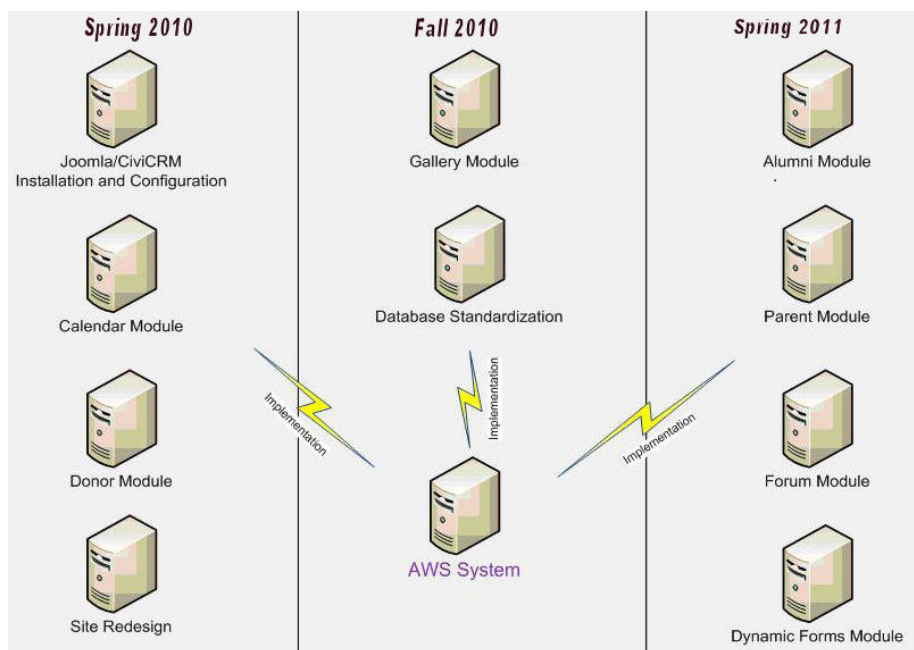 Spring 2010
Joomla/CiviCRM
Installation and Configuration
Calendar Module
Donor Module
Site Redesign
Implementation
Fall 2010
Gallery Module
Database Standardization
Implementation
AWS System
Spring 2011
Alumni Module
Parent Module
Implementation
Forum Module
Dynamic Forms Module